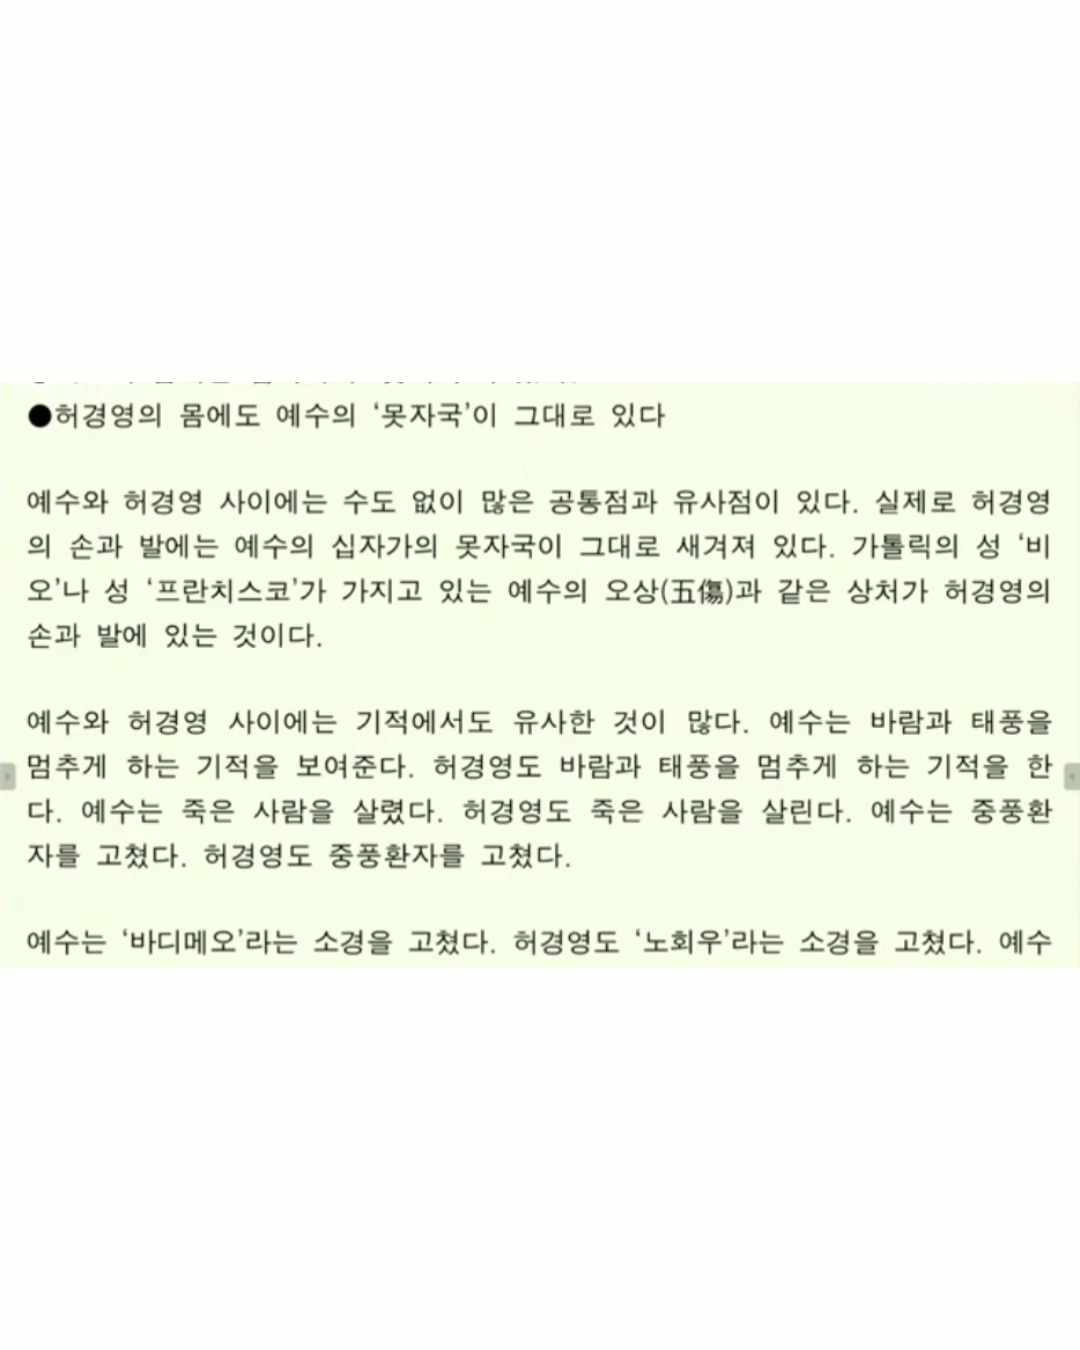 ●허경영의 몸에도 예수의 ‘못자국’이 그대로 있다
예수와 허경영 사이에는 수도 없이 많은 공통점과 유사점이 있다. 실제로 허경영
의 손과 발에는 예수의 십자가의 못자국이 그대로 새겨져 있다. 가톨릭의 성 ‘비
오’나 성 ‘프란치스코’가 가지고 있는 예수의 오상(五傷)과 같은 상처가 허경영의
손과 발에 있는 것이다.
예수와 허경영 사이에는 기적에서도 유사한 것이 많다. 예수는 바람과 태풍을
멈추게 하는 기적을 보여준다. 허경영도 바람과 태풍을 멈추게 하는 기적을 한
다. 예수는 죽은 사람을 살렸다. 허경영도 죽은 사람을 살린다. 예수는 중풍환
자를 고쳤다. 허경영도 중풍환자를 고쳤다.
예수는 ‘바디메오’라는 소경을 고쳤다. 허경영도 ‘노회우’라는 소경을 고쳤다. 예수